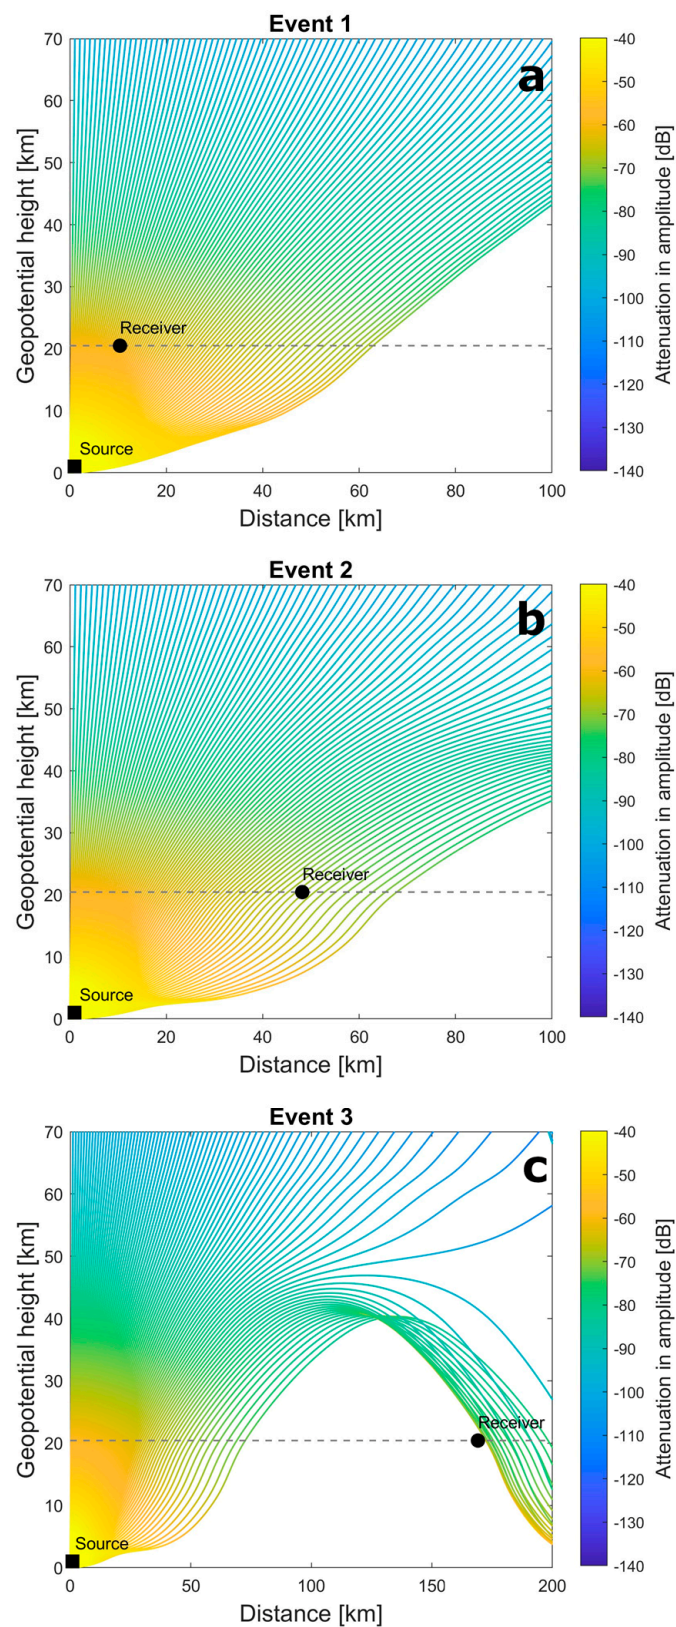 Event 1
a
Geopotential height [km]
70
60
50
40
30
20
10
0
Receiver
Source
0 20 40 60 80 100
Distance [km]
-40
-50
-60
-70
-80
-90
-100
-110
-120
-130
-140
Attenuation in amplitude [dB]
Event 2
b
Geopotential height [km]
70
60
50
40
30
20
10
0
Receiver
Source
0 20 40 60 80 100
Distance [km]
-40
-50
-60
-70
-80
-90
-100
-110
-120
-130
-140
Attenuation in amplitude [dB]
Event 3
c
Geopotential height [km]
70
60
50
40
30
20
10
0
Receiver
Source
0 50 100 150 200
Distance [km]
-40
-50
-60
-70
-80
-90
-100
-110
-120
-130
-140
Attenuation in amplitude [dB]